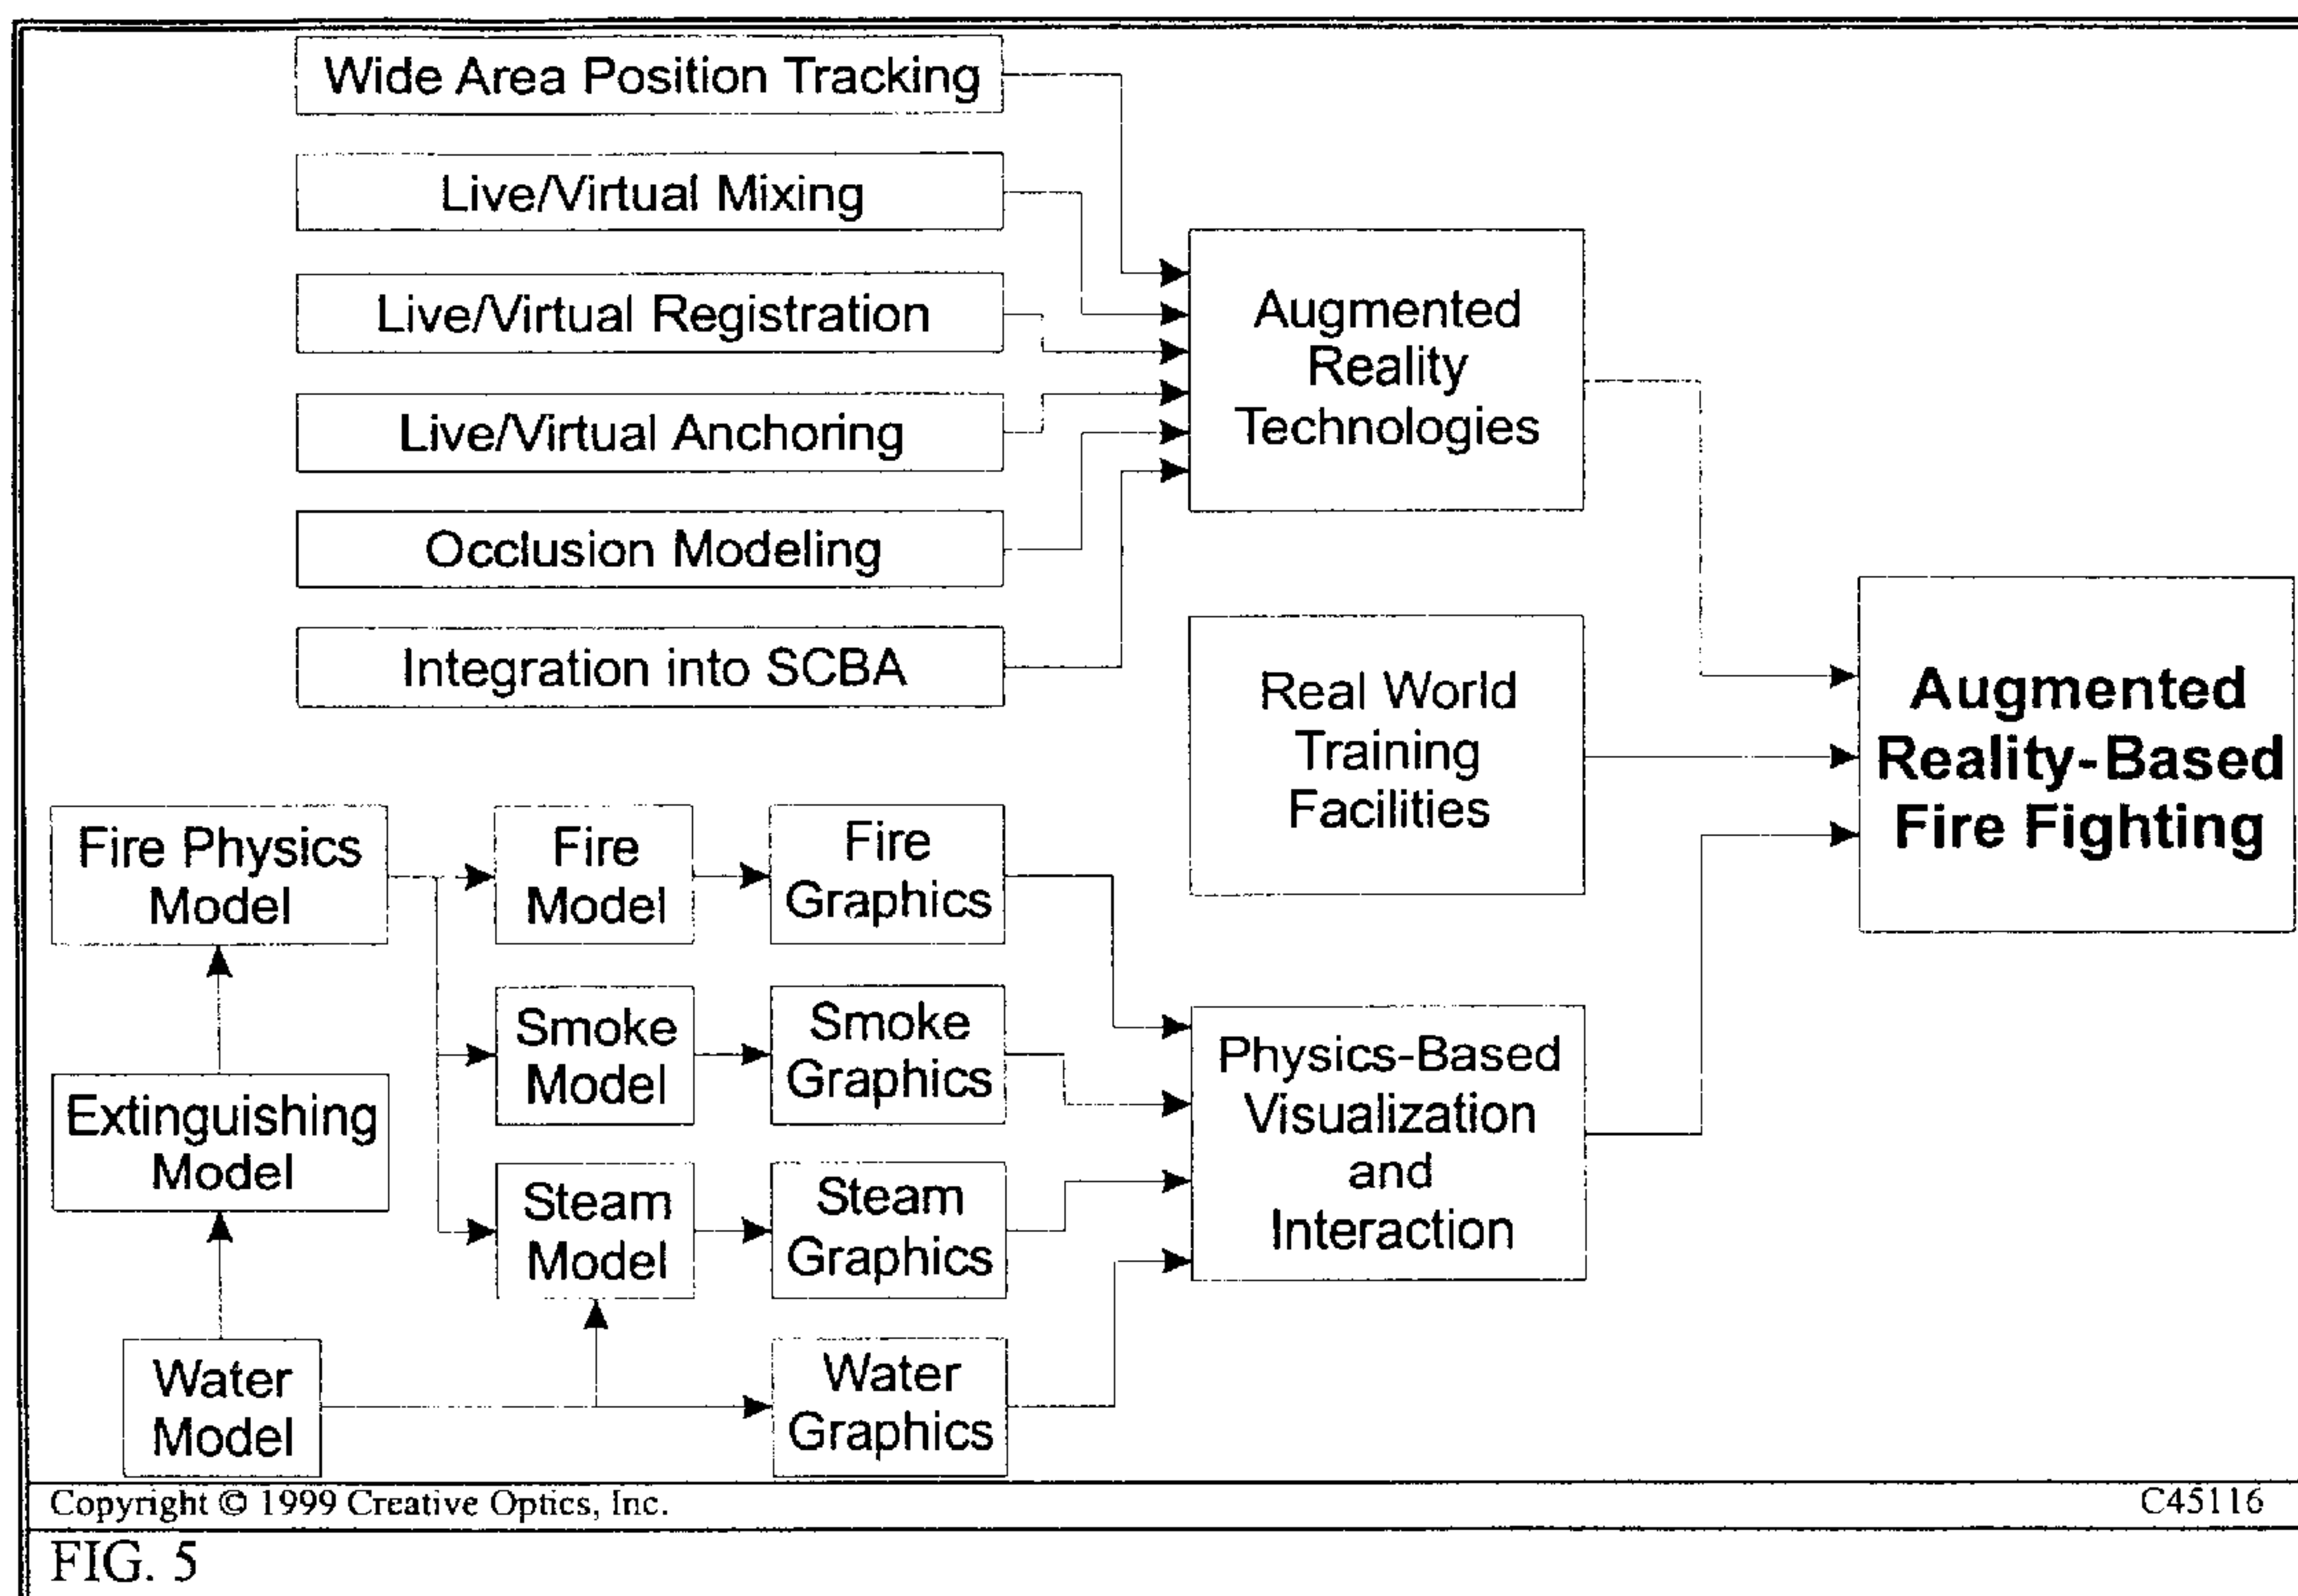 Wide Area Position Tracking
Live/Virtual Mixing
Live/Virtual Registration
Live/Virtual Anchoring
Occlusion Modeling
Integration into SCBA
Augmented
Reality
Technologies
Real World
Training
Facilities
Augmented
Reality-Based
Fire Fighting
Fire Physics
Model
Fire
Model
Fire
Graphics
Extinguishing
Model
Smoke
Model
Smoke
Graphics
Physics-Based
Visualization
and
Interaction
Steam
Model
Steam
Graphics
Water
Model
Water
Graphics
Copyright © 1999 Creative Optics, Inc.
C45116
FIG. 5